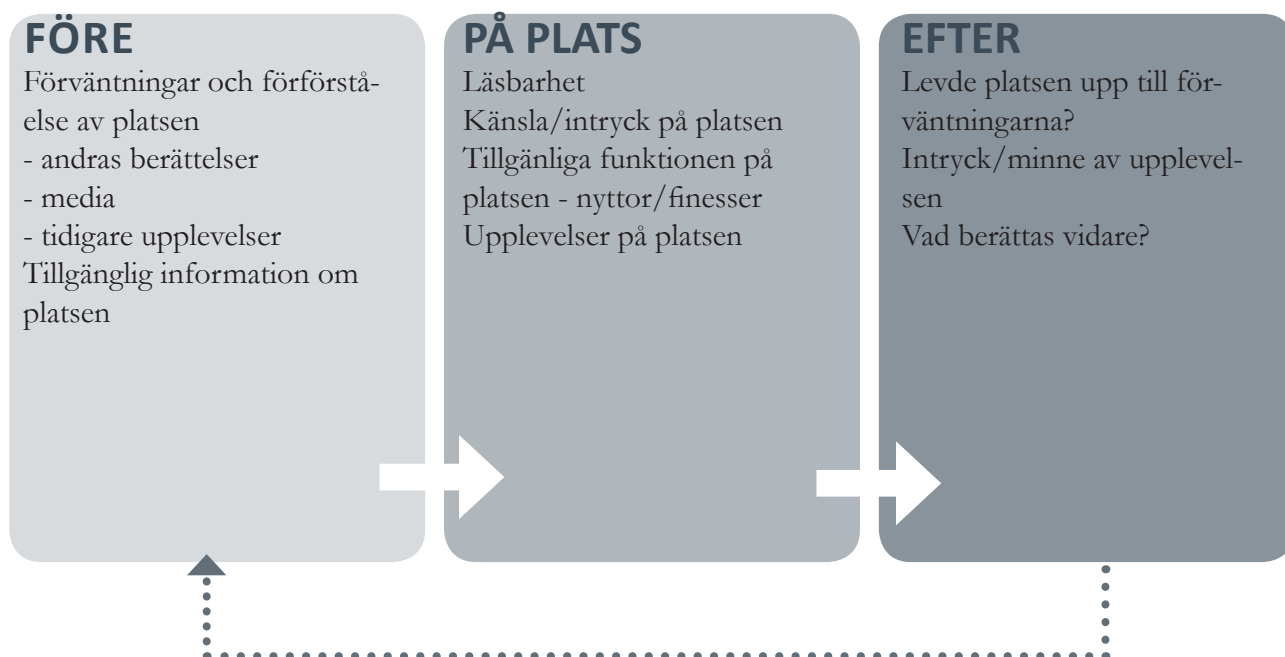 FÖRE
Förväntningar och förförstå-
else av platsen
- andras berättelser
- media
- tidigare upplevelser
Tillgänglig information om
platsen
PÅ PLATS
Läsbarhet
Känsla/intryck på platsen
Tillgänliga funktionen på
platsen - nyttor/finesser
Upplevelser på platsen
EFTER
Levde platsen upp till för-
väntningarna?
Intryck/minne av upplevel-
sen
Vad berättas vidare?